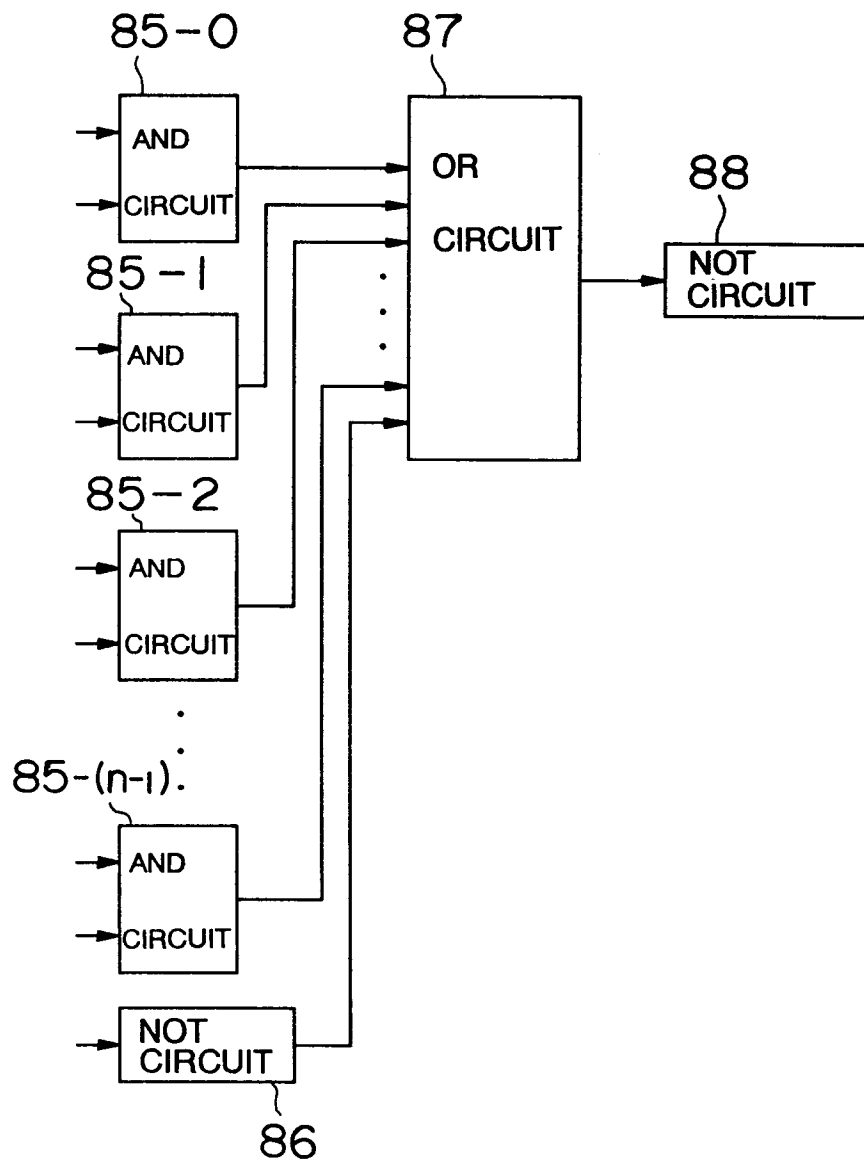 85-0
AND
CIRCUIT
85-1
AND
CIRCUIT
85-2
AND
CIRCUIT
85-(n-1)
AND
CIRCUIT
NOT
CIRCUIT
86
87
OR
CIRCUIT
88
NOT
CIRCUIT